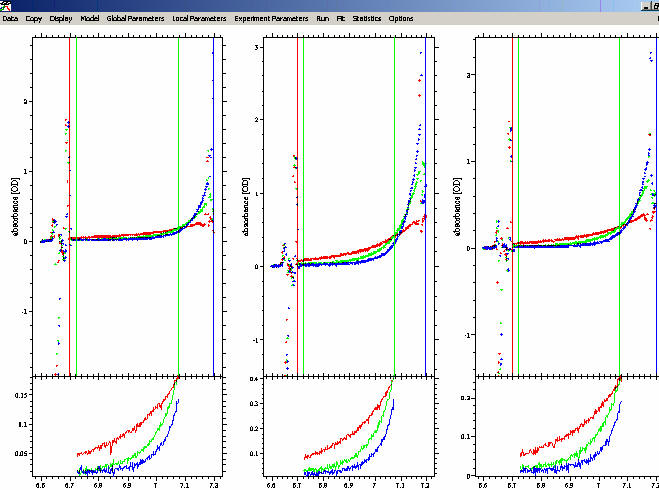 Data Copy Display Model Global Parameters Local Parameters Experiment Parameters Run Fit Statistics Options
absorbance [OD] absorbance [OD] absorbance [OD]
2 3 3
1 2 2
0 1 1
-1 0 0
-1 -1
0.15 0.6 0.2
0.1 0.4 0.1
0.05 0.3 0
0.1
6.6 6.7 6.8 6.9 7 7.1 7.2 6.6 6.7 6.8 6.9 7 7.1 7.2 6.6 6.7 6.8 6.9 7 7.1 7.2